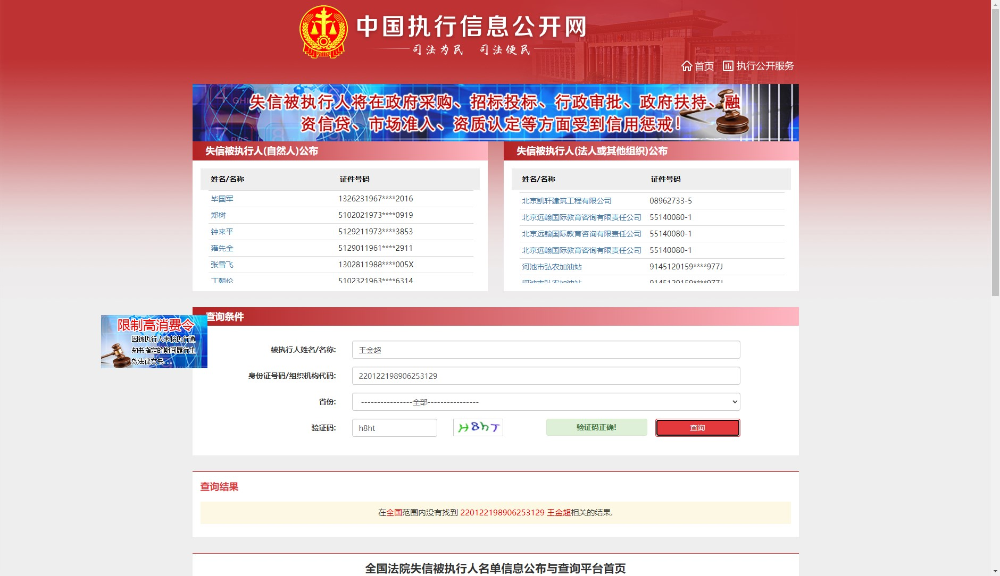 中国执行信息公开网
司法为民 司法便民
首页 执行公开服务
失信被执行人将在政府采购、招标投标、行政审批、政府扶持、融
资信贷、市场准入、资质认定等方面受到信用惩戒！
失信被执行人(自然人)公布
姓名/名称 证件号码
毕国军 1326231967****2016
郑树 5102021973****0919
钟来平 5129211973****3853
雍先全 5129011961****2911
张雪飞 1302811988****005X
丁朝伦 5102321963****6314
失信被执行人(法人或其他组织)公布
姓名/名称 证件号码
北京凯轩建筑工程有限公司 08962733-5
北京远翰国际教育咨询有限责任公司 55140080-1
北京远翰国际教育咨询有限责任公司 55140080-1
北京远翰国际教育咨询有限责任公司 55140080-1
河池市弘农加油站 9145120159****977J
河池市弘农加油站 9145120159****977J
限制高消费令
因被执行人未按执行通
知书指定的期间履行生
效法律文书...
查询条件
被执行人姓名/名称: 王金超
身份证号码/组织机构代码: 220122198906253129
省份: ----------------全部----------------
验证码: h8ht H8hT 验证码正确! 查询
查询结果
在全国范围内没有找到 220122198906253129 王金超相关的结果.
全国法院失信被执行人名单信息公布与查询平台首页